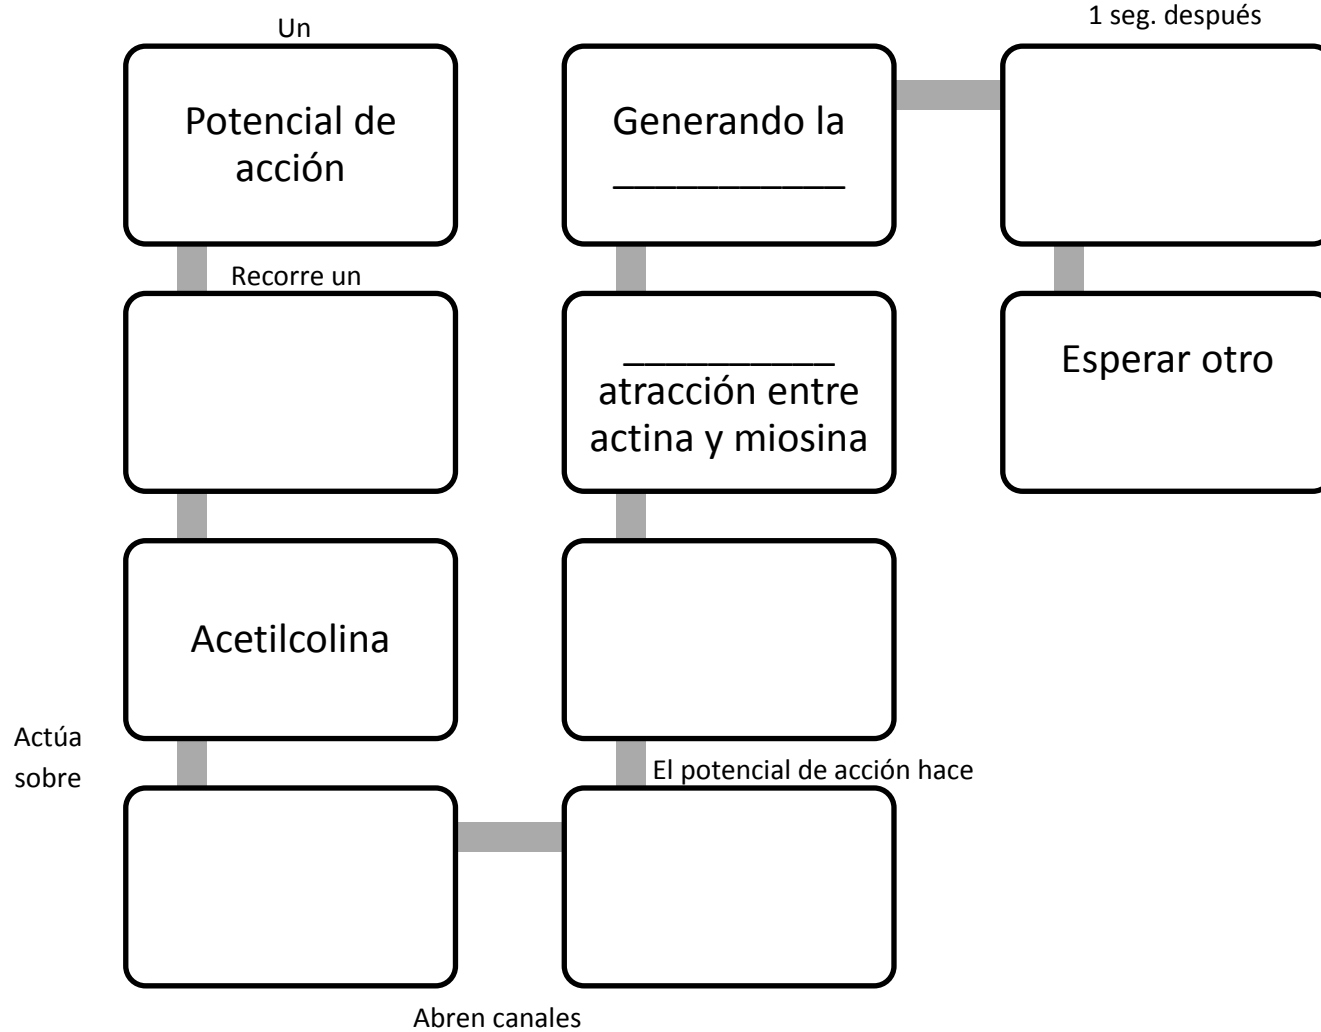 Un
Potencial de
acción
Recorre un
Acetilcolina
Actúa
sobre
Abren canales
El potencial de acción hace
__________
atracción entre
actina y miosina
Generando la
___________
1 seg. después
Esperar otro